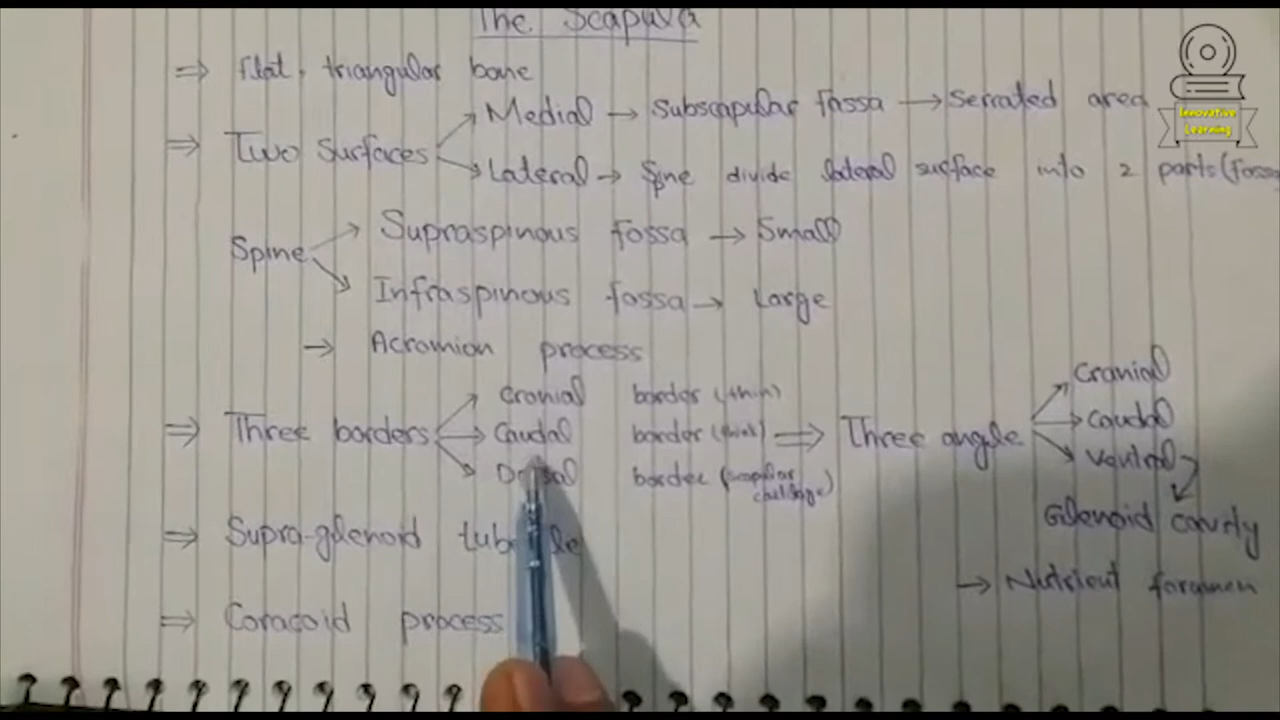 The Scapula
⇒ flat, triangular bone
⇒ Two surfaces
Medial → Subscapular fossa → Serrated area
Lateral → Spine divide lateral surface into 2 parts (fossa
Spine
Supraspinous fossa → Small
Infraspinous fossa → Large
→ Acromion process
⇒ Three borders
Cranial border (thin)
Caudal border (thick)
Dorsal border (scapular cartilage)
⇒ Three angle
Cranial
Caudal
Ventral
Glenoid cavity
→ Nutrient foramen
⇒ Supra-glenoid
⇒ Coracoid process
Innovative
Learning